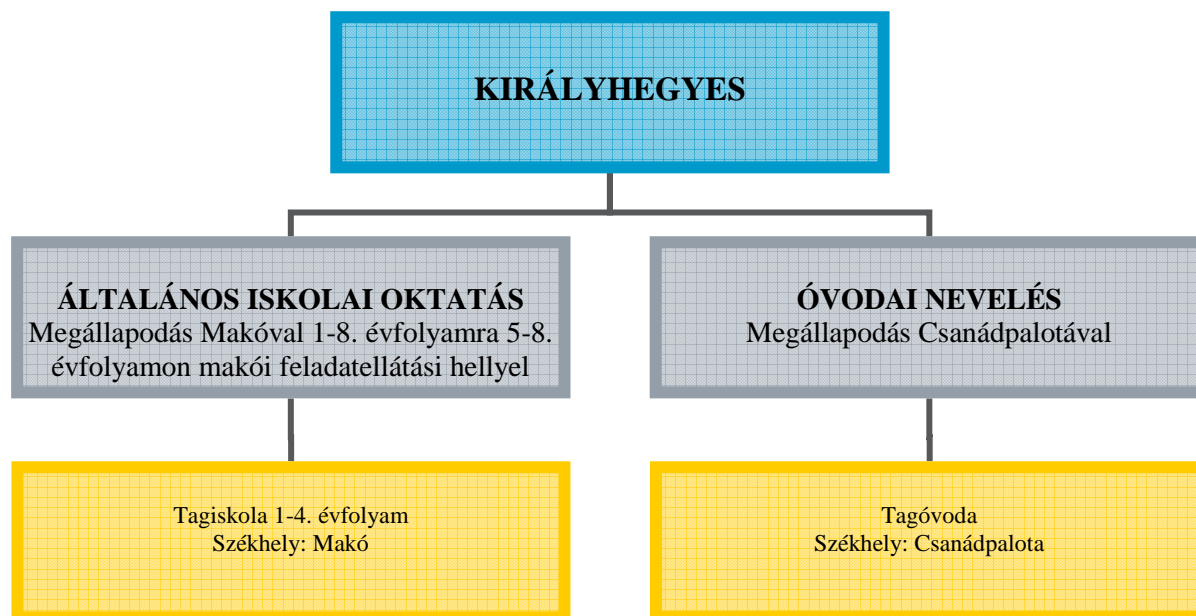 KIRÁLYHEGYES
ÁLTALÁNOS ISKOLAI OKTATÁS
Megállapodás Makóval 1-8. évfolyamra 5-8.
évfolyamon makói feladatellátási hellyel
ÓVODAI NEVELÉS
Megállapodás Csanádpalotával
Tagiskola 1-4. évfolyam
Székhely: Makó
Tagóvoda
Székhely: Csanádpalota